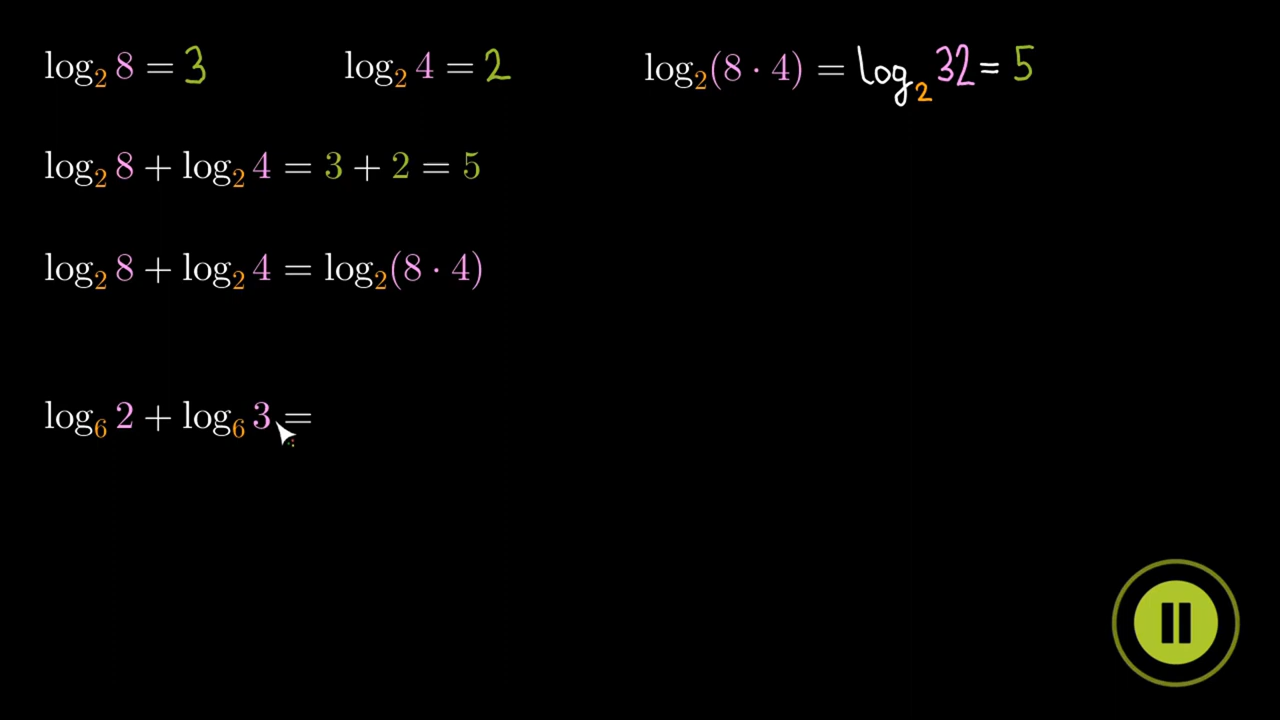 log₂ 8 = 3 log₂ 4 = 2 log₂(8 · 4) = log₂ 32 = 5
log₂ 8 + log₂ 4 = 3 + 2 = 5
log₂ 8 + log₂ 4 = log₂(8 · 4)
log₆ 2 + log₆ 3 =